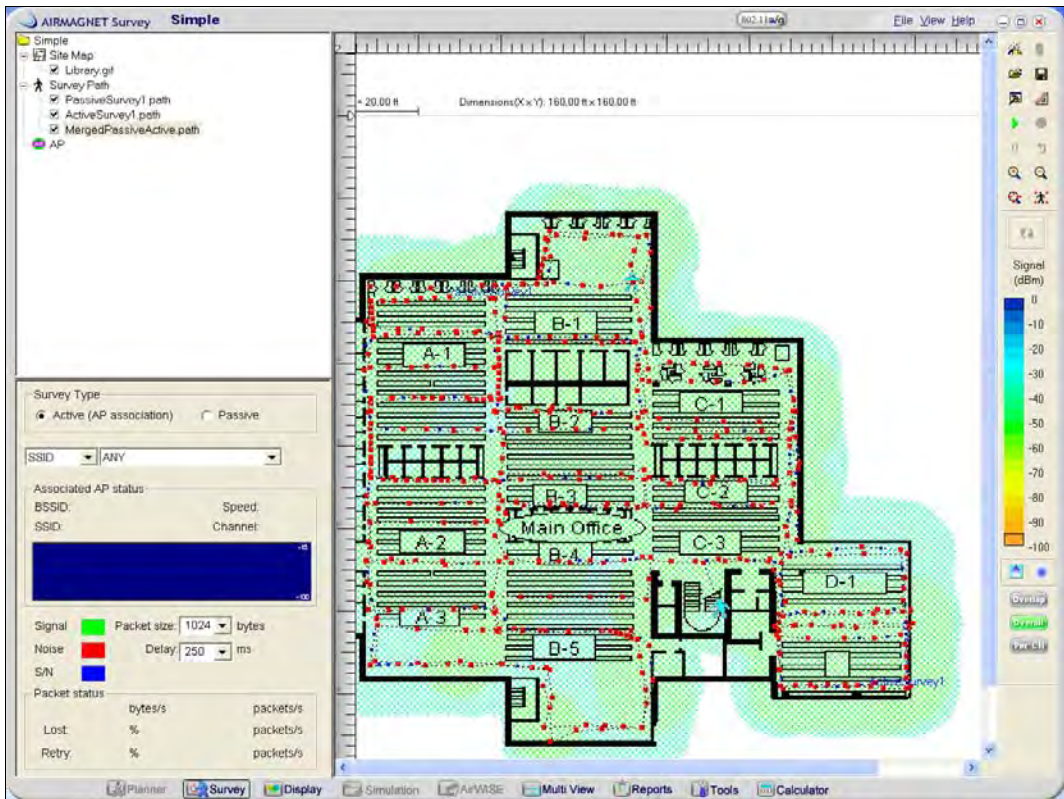 AIRMAGNET Survey Simple
802.11a/g
File View Help
Simple
Site Map
Library.gif
Survey Path
PassiveSurvey1.path
ActiveSurvey1.path
MergedPassiveActive.path
AP
= 20.00 ft
Dimensions(X x Y): 160.00 ft x 160.00 ft
Survey Type
Active (AP association)
Passive
SSID
ANY
Associated AP status
BSSID:
Speed:
SSID:
Channel:
-15
-100
Signal
Packet size: 1024 bytes
Noise
Delay: 250 ms
S/N
Packet status
bytes/s
packets/s
Lost:
%
packets/s
Retry:
%
packets/s
B-1
A-1
C-1
B-2
C-2
B-3
Main Office
A-2
B-4
C-3
D-1
A-3
B-5
ActiveSurvey1
Signal
(dBm)
0
-10
-20
-30
-40
-50
-60
-70
-80
-90
-100
Overlap
Overall
Per CH
Planner
Survey
Display
Simulation
AirWISE
Multi View
Reports
Tools
Calculator